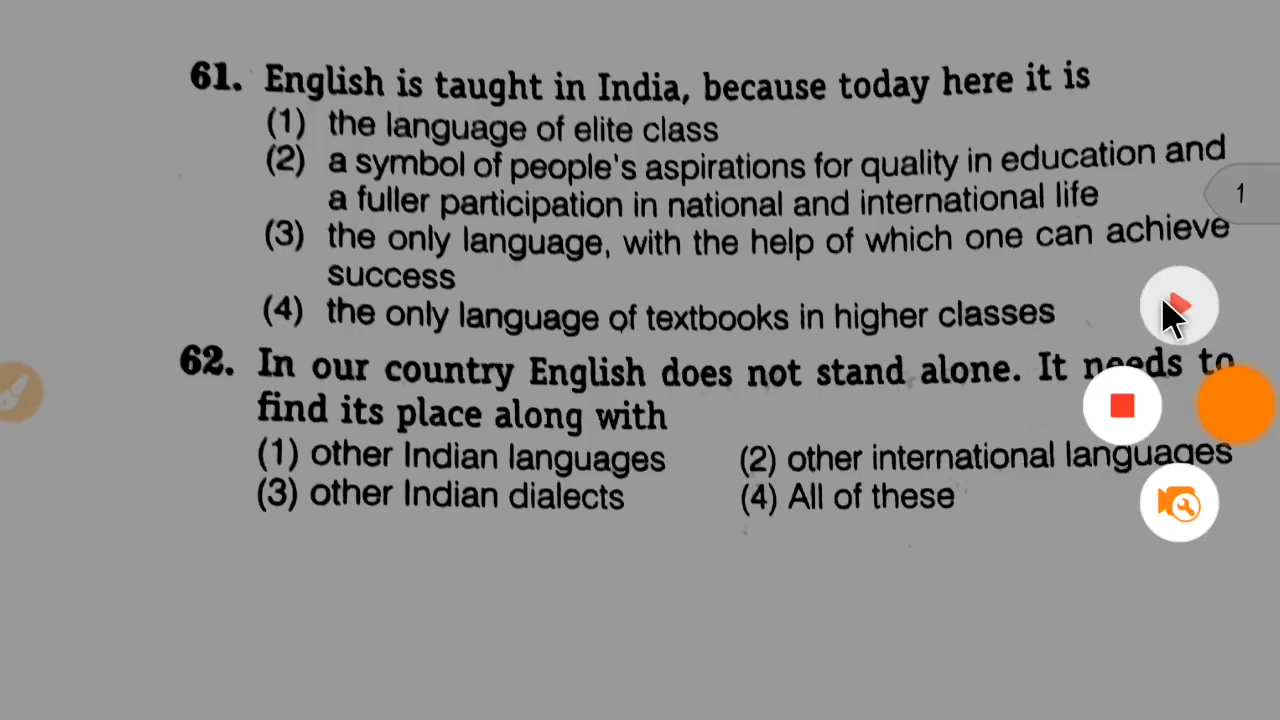 61. English is taught in India, because today here it is
(1) the language of elite class
(2) a symbol of people's aspirations for quality in education and
a fuller participation in national and international life
1
(3) the only language, with the help of which one can achieve
success
(4) the only language of textbooks in higher classes
62. In our country English does not stand alone. It needs to
find its place along with
(1) other Indian languages (2) other international languages
(3) other Indian dialects (4) All of these